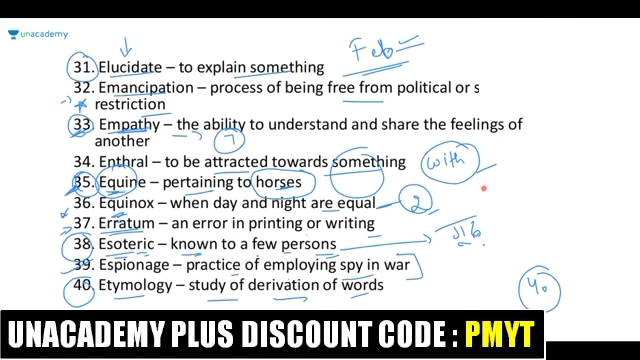 unacademy
Feb
31. Elucidate – to explain something
32. Emancipation – process of being free from political or s
restriction
33. Empathy – the ability to understand and share the feelings of
another
7
34. Enthral – to be attracted towards something
with
35. Equine – pertaining to horses
36. Equinox – when day and night are equal
2
37. Erratum – an error in printing or writing
38. Esoteric – known to a few persons
39. Espionage – practice of employing spy in war
40. Etymology – study of derivation of words
40
UNACADEMY PLUS DISCOUNT CODE : PMYT